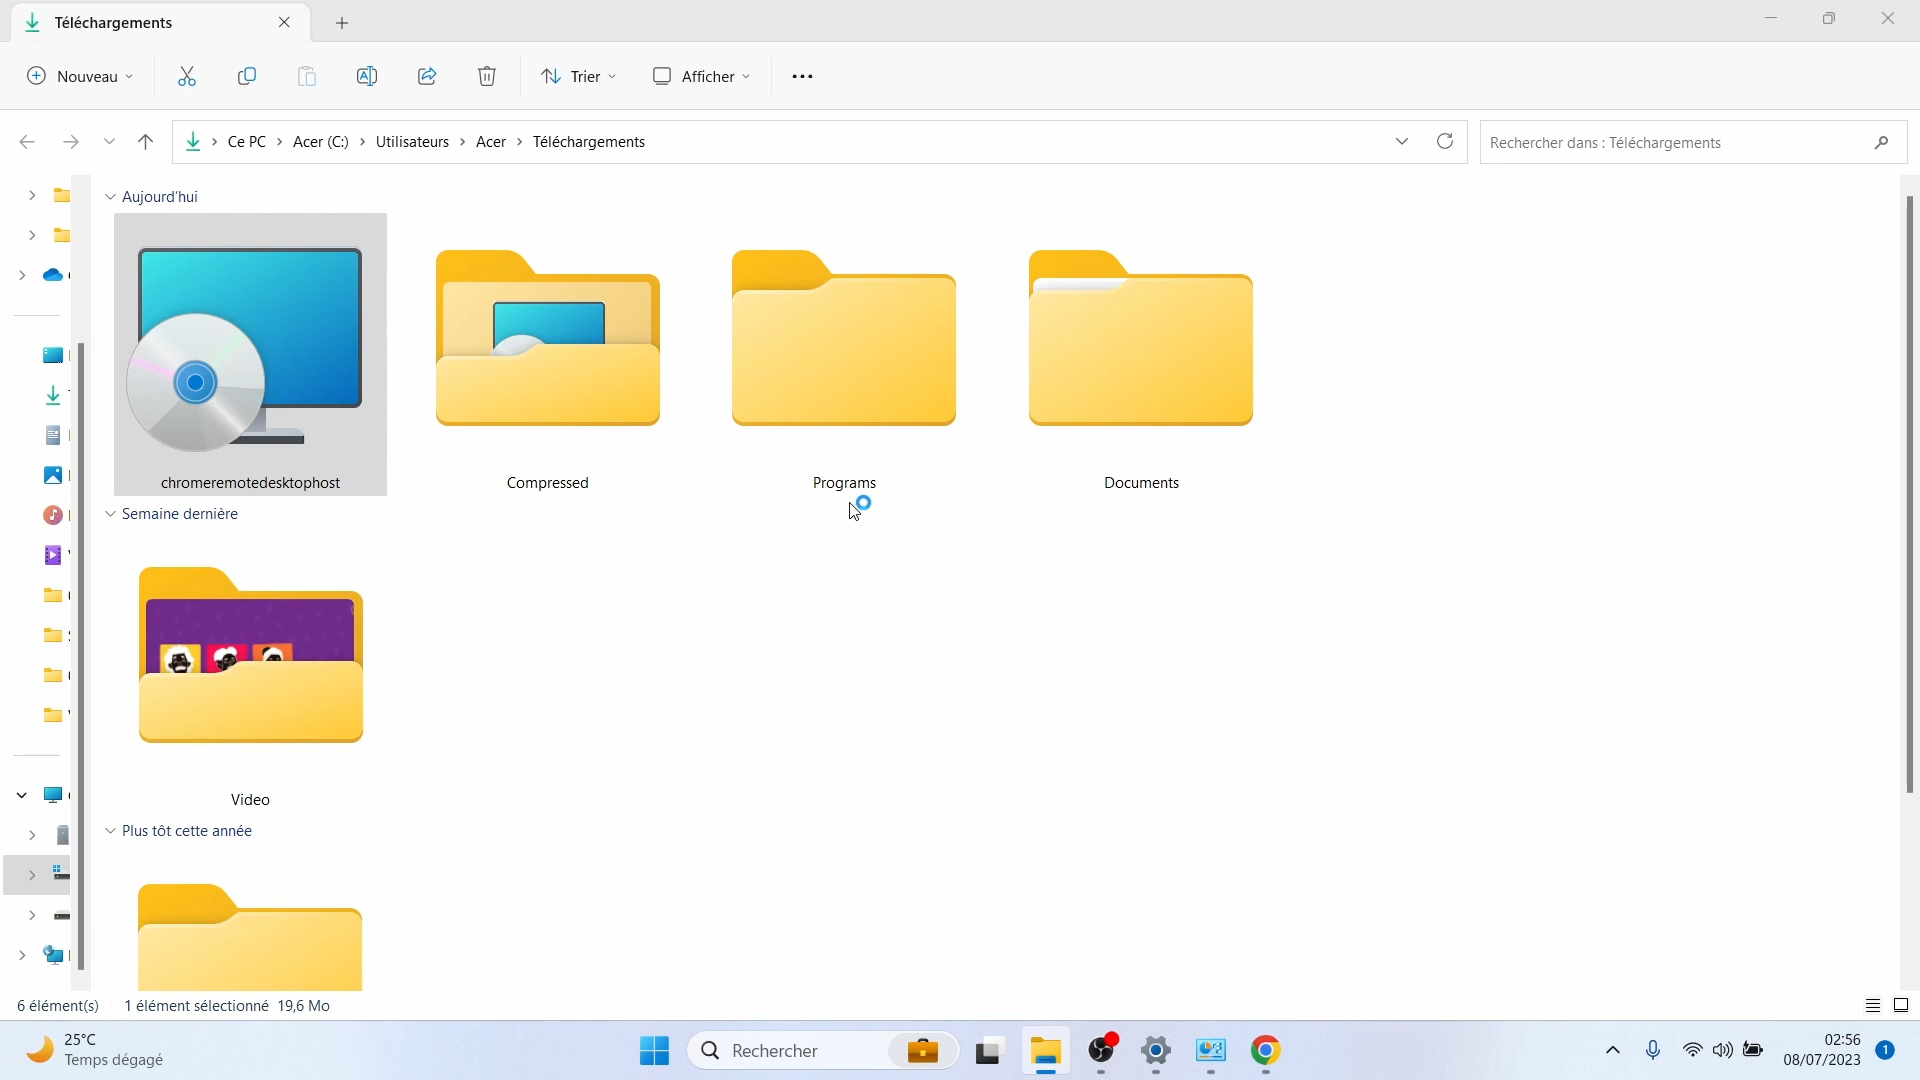 Téléchargements
Nouveau
Trier
Afficher
Ce PC
Acer (C:)
Utilisateurs
Acer
Téléchargements
Rechercher dans : Téléchargements
Aujourd'hui
chromeremotedesktophost
Compressed
Programs
Documents
Semaine dernière
Video
Plus tôt cette année
6 élément(s)
1 élément sélectionné 19,6 Mo
25°C
Temps dégagé
Rechercher
02:56
08/07/2023
1